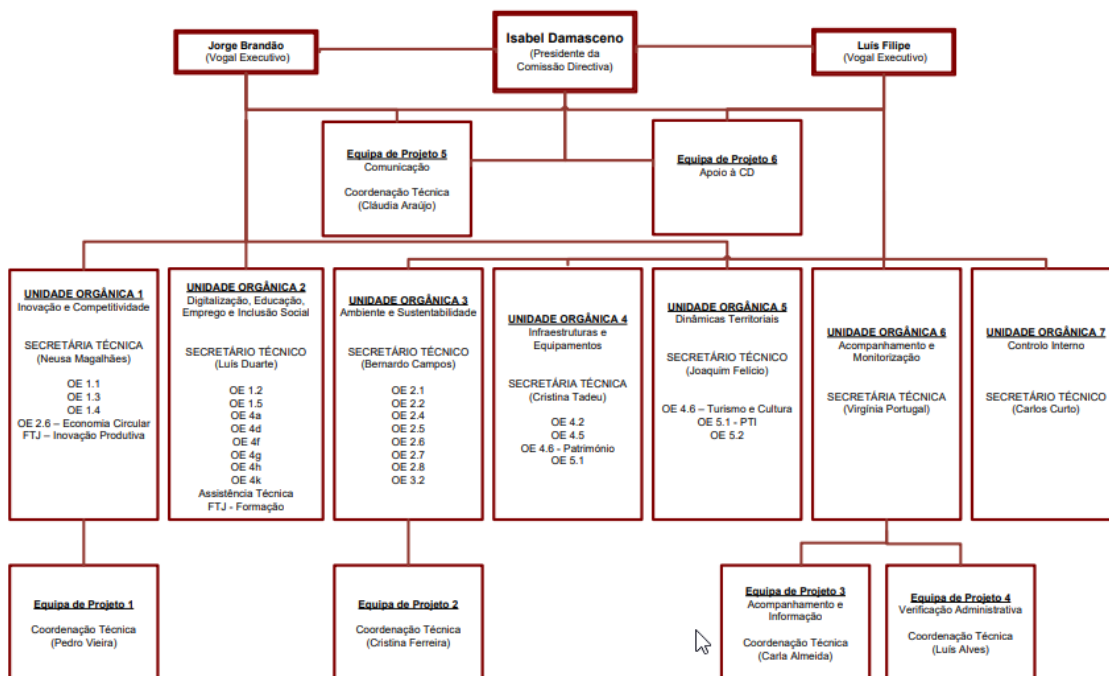 Jorge Brandão
(Vogal Executivo)
Isabel Damasceno
(Presidente da
Comissão Directiva)
Luís Filipe
(Vogal Executivo)
Equipa de Projeto 5
Comunicação
Coordenação Técnica
(Cláudia Araújo)
Equipa de Projeto 6
Apoio à CD
UNIDADE ORGÂNICA 1
Inovação e Competitividade
SECRETÁRIA TÉCNICA
(Neusa Magalhães)
OE 1.1
OE 1.3
OE 1.4
OE 2.6 – Economia Circular
FTJ – Inovação Produtiva
UNIDADE ORGÂNICA 2
Digitalização, Educação,
Emprego e Inclusão Social
SECRETÁRIO TÉCNICO
(Luís Duarte)
OE 1.2
OE 1.5
OE 4a
OE 4d
OE 4f
OE 4g
OE 4h
OE 4k
Assistência Técnica
FTJ - Formação
UNIDADE ORGÂNICA 3
Ambiente e Sustentabilidade
SECRETÁRIO TÉCNICO
(Bernardo Campos)
OE 2.1
OE 2.2
OE 2.4
OE 2.5
OE 2.6
OE 2.7
OE 2.8
OE 3.2
UNIDADE ORGÂNICA 4
Infraestruturas e
Equipamentos
SECRETÁRIA TÉCNICA
(Cristina Tadeu)
OE 4.2
OE 4.5
OE 4.6 - Património
OE 5.1
UNIDADE ORGÂNICA 5
Dinâmicas Territoriais
SECRETÁRIO TÉCNICO
(Joaquim Felício)
OE 4.6 – Turismo e Cultura
OE 5.1 - PTI
OE 5.2
UNIDADE ORGÂNICA 6
Acompanhamento e
Monitorização
SECRETÁRIA TÉCNICA
(Virgínia Portugal)
UNIDADE ORGÂNICA 7
Controlo Interno
SECRETÁRIO TÉCNICO
(Carlos Curto)
Equipa de Projeto 1
Coordenação Técnica
(Pedro Vieira)
Equipa de Projeto 2
Coordenação Técnica
(Cristina Ferreira)
Equipa de Projeto 3
Acompanhamento e
Informação
Coordenação Técnica
(Carla Almeida)
Equipa de Projeto 4
Verificação Administrativa
Coordenação Técnica
(Luís Alves)